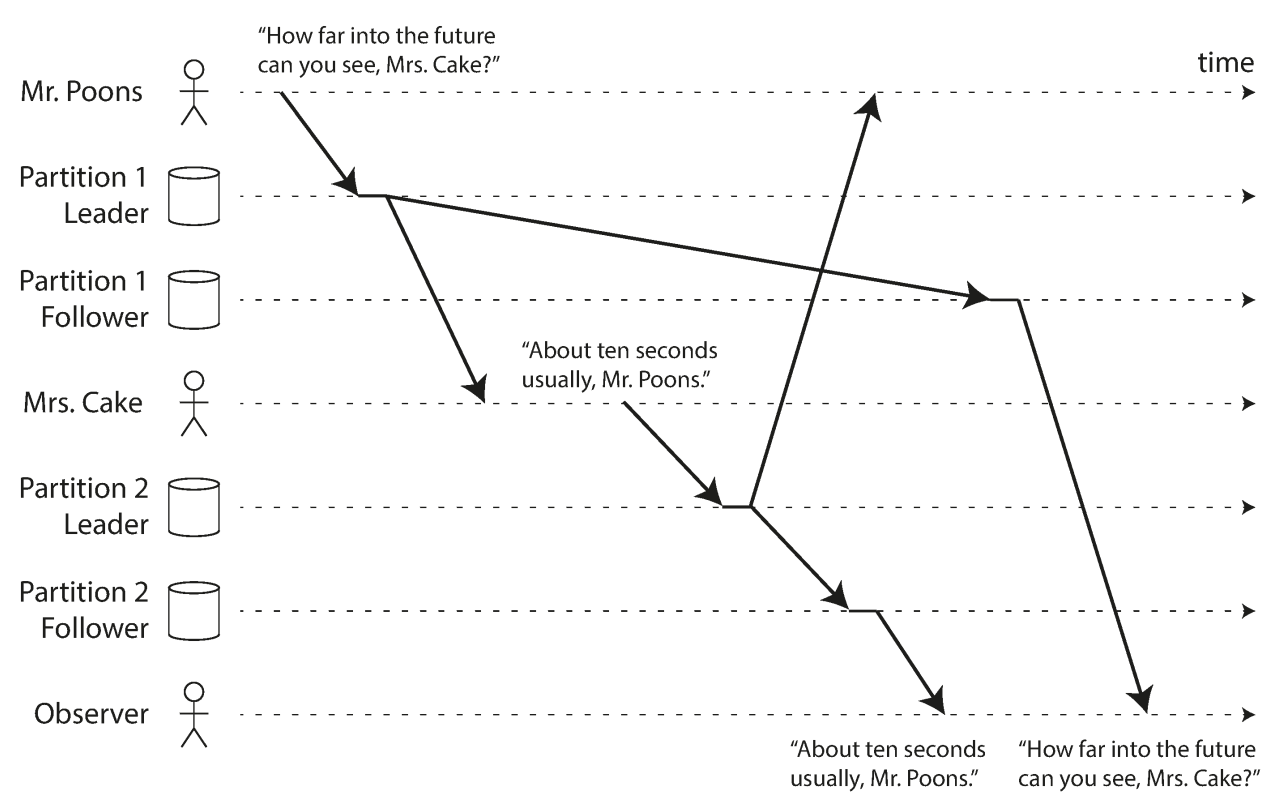 “How far into the future
can you see, Mrs. Cake?”
time
Mr. Poons
Partition 1
Leader
Partition 1
Follower
“About ten seconds
usually, Mr. Poons.”
Mrs. Cake
Partition 2
Leader
Partition 2
Follower
Observer
“About ten seconds
usually, Mr. Poons.”
“How far into the future
can you see, Mrs. Cake?”